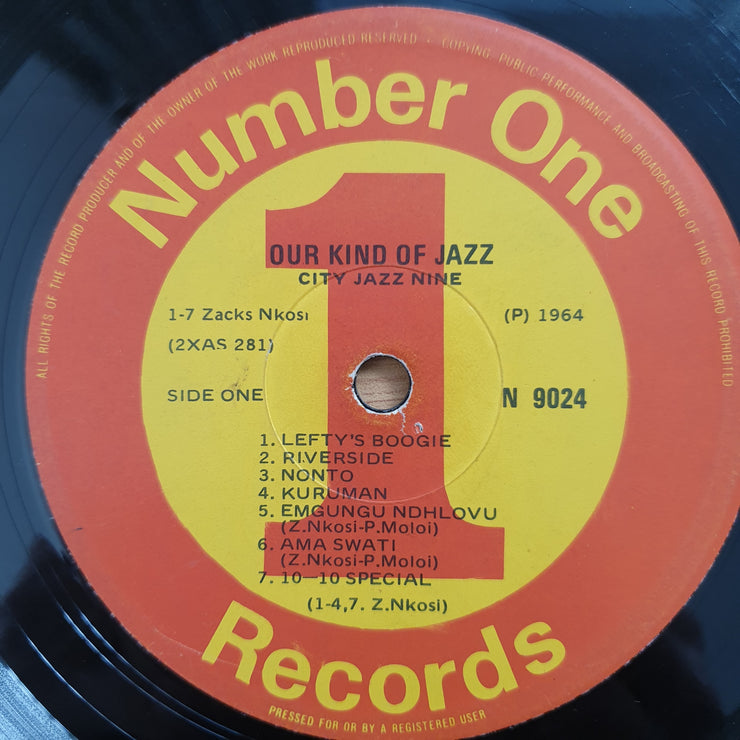 ALL RIGHTS OF THE RECORD PRODUCER AND OF THE OWNER OF THE WORK REPRODUCED RESERVED - COPYING, PUBLIC PERFORMANCE AND BROADCASTING OF THIS RECORD PROHIBITED
Number One
1
OUR KIND OF JAZZ
CITY JAZZ NINE
1-7 Zacks Nkosi (P) 1964
(2XAS 281)
SIDE ONE N 9024
1. LEFTY'S BOOGIE
2. RIVERSIDE
3. NONTO
4. KURUMAN
5. EMGUNGU NDHLOVU
(Z.Nkosi-P.Moloi)
6. AMA SWATI
(Z.Nkosi-P.Moloi)
7. 10—10 SPECIAL
(1-4,7. Z.Nkosi)
Records
PRESSED FOR OR BY A REGISTERED USER